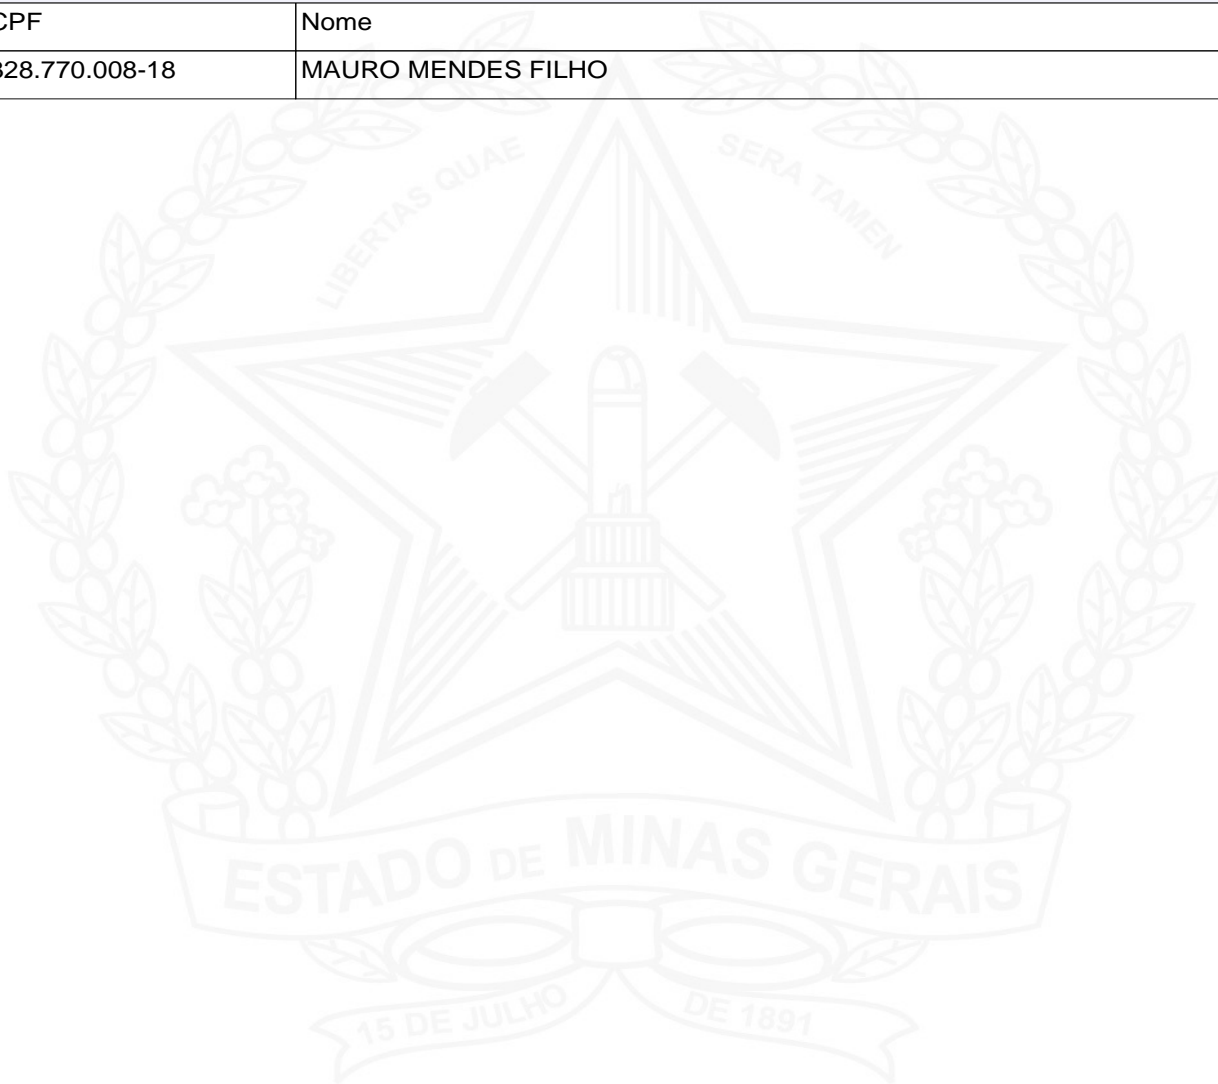 CPF Nome
828.770.008-18 MAURO MENDES FILHO
LIBERTAS QUAE SERA TAMEN
ESTADO DE MINAS GERAIS
15 DE JULHO DE 1891